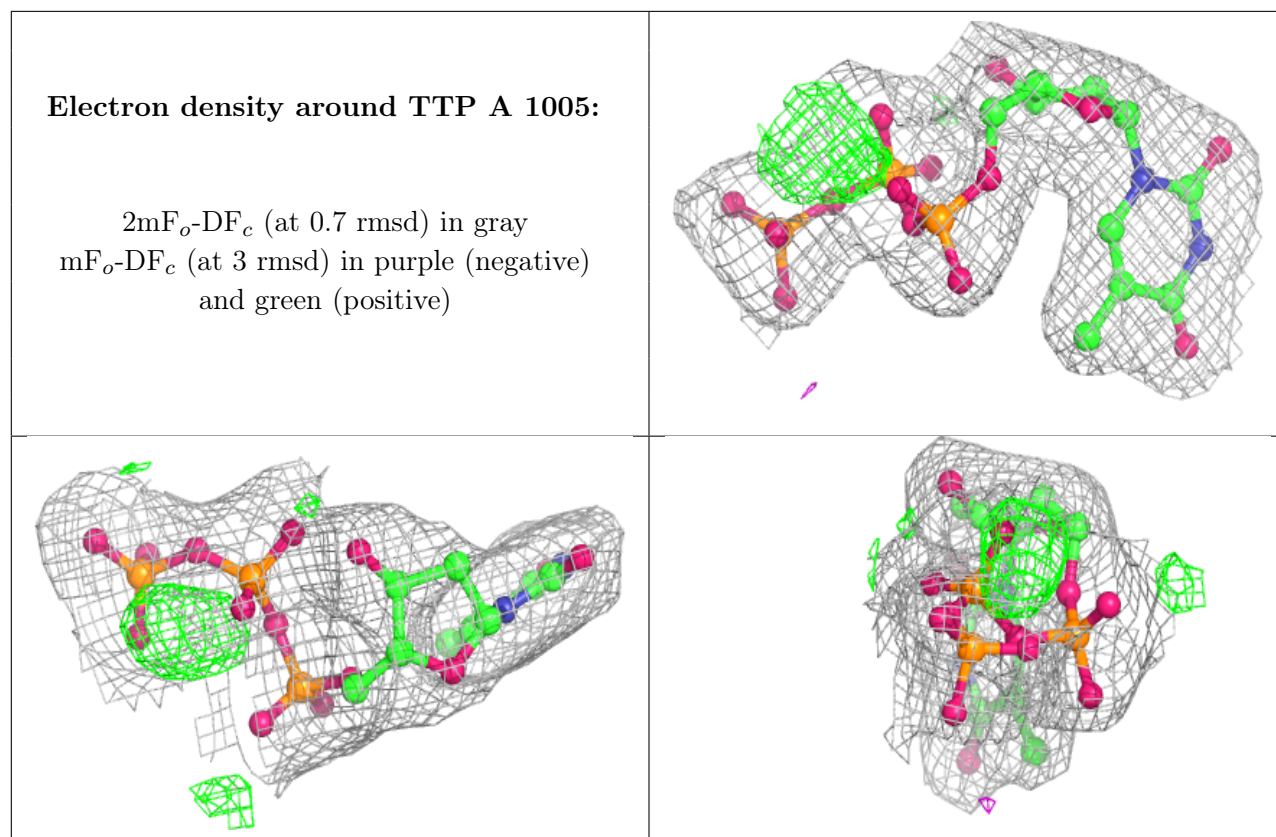 Electron density around TTP A 1005:
2mFo-DFc (at 0.7 rmsd) in gray
mFo-DFc (at 3 rmsd) in purple (negative)
and green (positive)